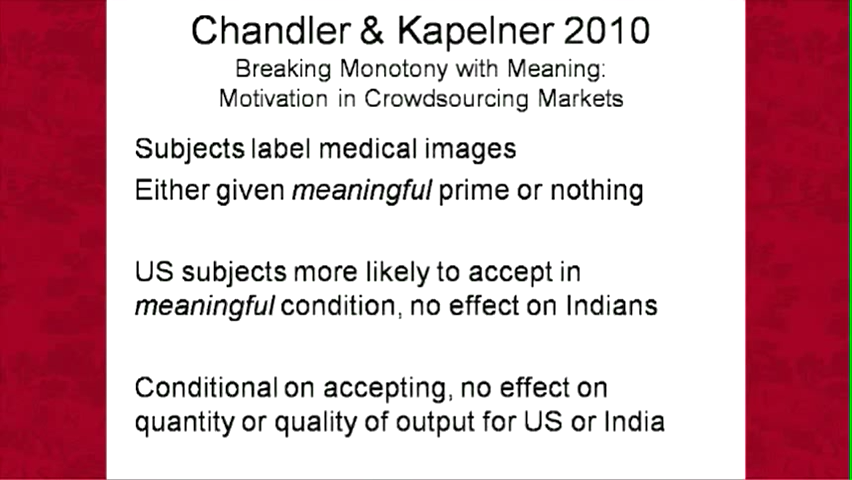 Chandler & Kapelner 2010
Breaking Monotony with Meaning:
Motivation in Crowdsourcing Markets
Subjects label medical images
Either given meaningful prime or nothing
US subjects more likely to accept in
meaningful condition, no effect on Indians
Conditional on accepting, no effect on
quantity or quality of output for US or India